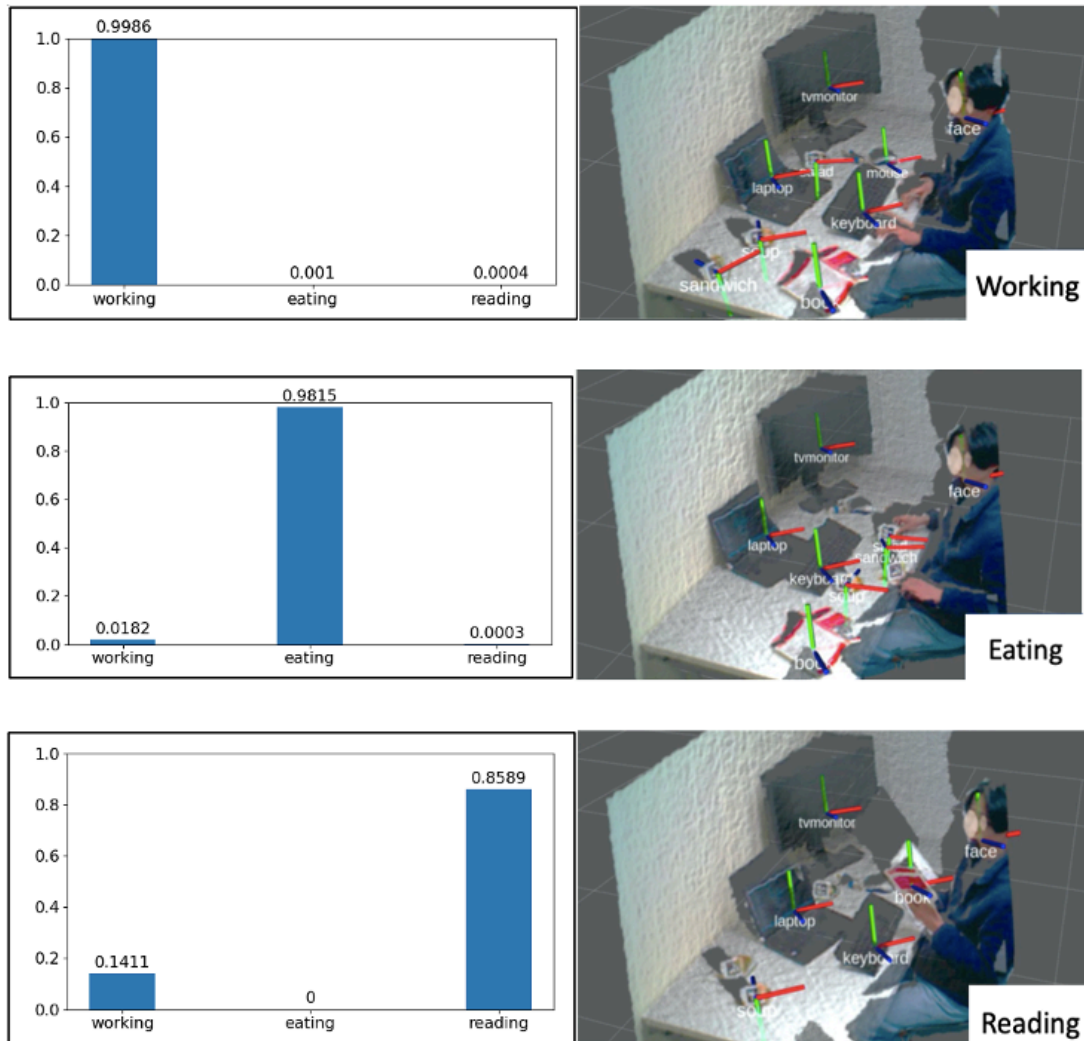 0.9986
1.0
0.8
0.6
0.4
0.2
0.0
0.001
0.0004
working
eating
reading
tvmonitor
face
salad
mouse
laptop
keyboard
soup
sandwich
Working
0.9815
1.0
0.8
0.6
0.4
0.2
0.0
0.0182
0.0003
working
eating
reading
tvmonitor
face
laptop
sandwich
keyboard
soup
Eating
1.0
0.8
0.6
0.4
0.2
0.0
0.8589
0.1411
0
working
eating
reading
tvmonitor
face
book
laptop
keyboard
soup
Reading